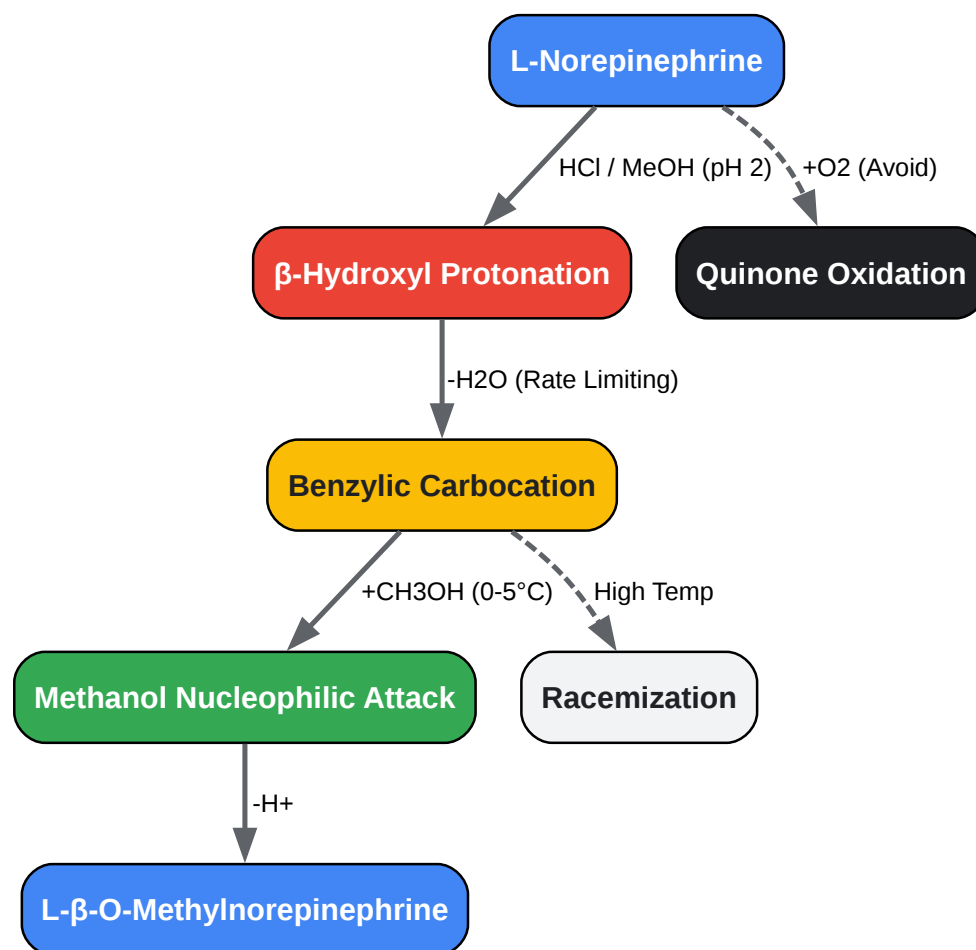 L-Norepinephrine
HCl / MeOH (pH 2)
+O2 (Avoid)
β-Hydroxyl Protonation
Quinone Oxidation
-H2O (Rate Limiting)
Benzylic Carbocation
+CH3OH (0-5°C)
High Temp
Methanol Nucleophilic Attack
Racemization
-H+
L-β-O-Methylnorepinephrine